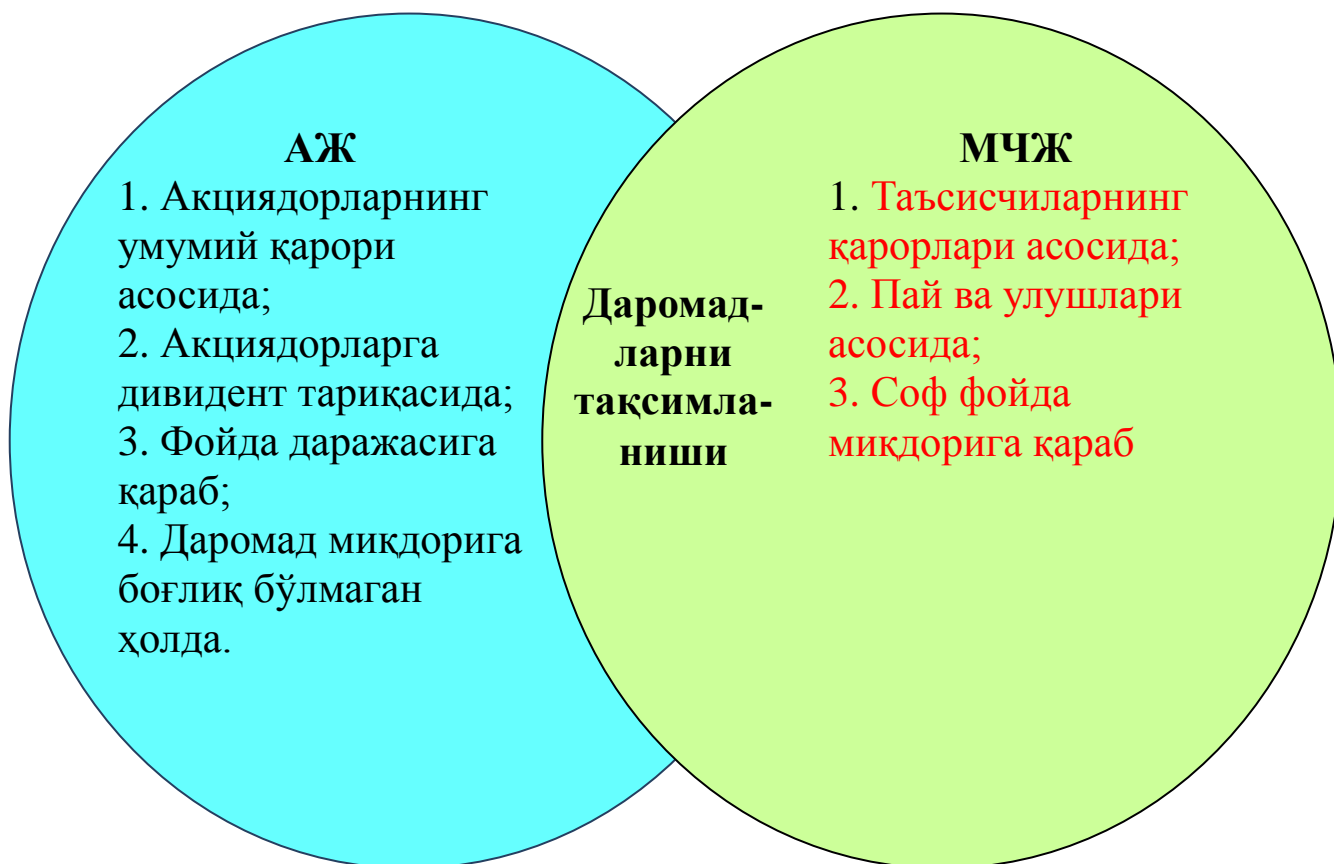 АЖ
1. Акциядорларнинг
умумий қарори
асосида;
2. Акциядорларга
дивидент тариқасида;
3. Фойда даражасига
қараб;
4. Даромад миқдорига
боғлиқ бўлмаган
ҳолда.
Даромад-
ларни
тақсимла-
ниши
МЧЖ
1. Таъсисчиларнинг
қарорлари асосида;
2. Пай ва улушлари
асосида;
3. Соф фойда
миқдорига қараб